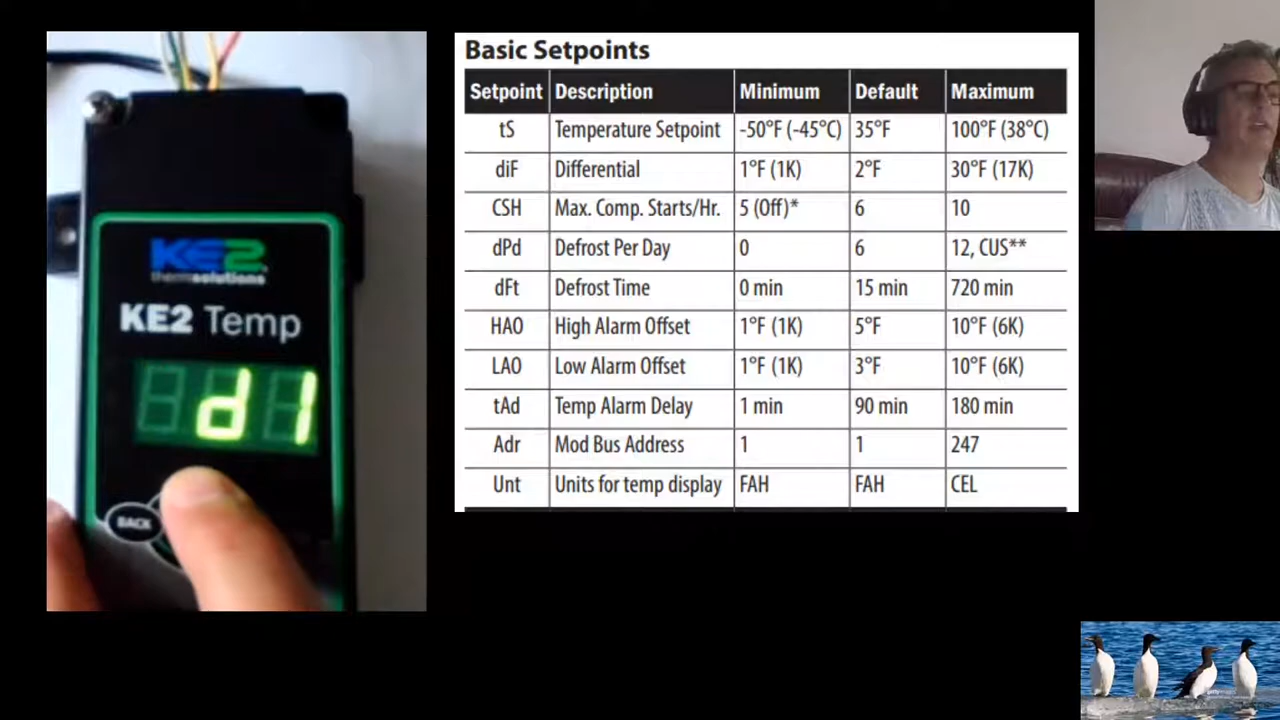 KE2
thermsolutions
KE2 Temp
d1
BACK
Basic Setpoints
Setpoint Description Minimum Default Maximum
tS Temperature Setpoint -50°F (-45°C) 35°F 100°F (38°C)
diF Differential 1°F (1K) 2°F 30°F (17K)
CSH Max. Comp. Starts/Hr. 5 (Off)* 6 10
dPd Defrost Per Day 0 6 12, CUS**
dFt Defrost Time 0 min 15 min 720 min
HAO High Alarm Offset 1°F (1K) 5°F 10°F (6K)
LAO Low Alarm Offset 1°F (1K) 3°F 10°F (6K)
tAd Temp Alarm Delay 1 min 90 min 180 min
Adr Mod Bus Address 1 1 247
Unt Units for temp display FAH FAH CEL